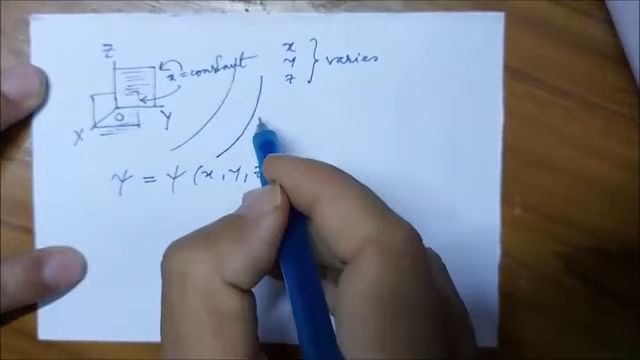 Z
x = constant
O
Y
X
x
y
z
} varies
ψ = ψ (x, y, z